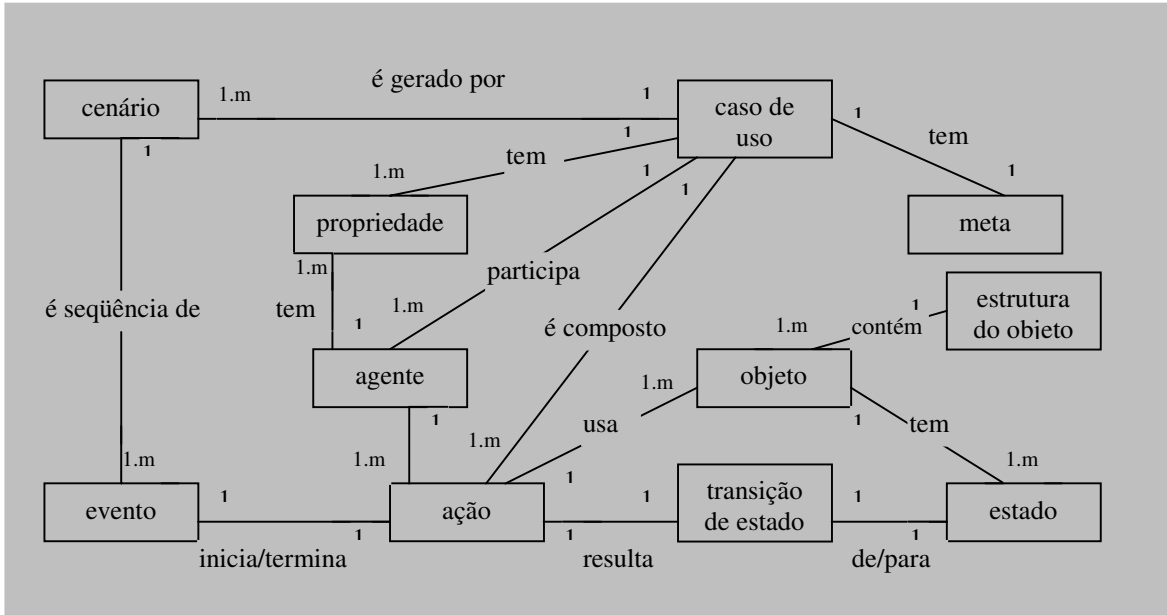 é gerado por
cenário
1.m
1
caso de
uso
1
1
1
tem
tem
1.m
1
1
1
propriedade
meta
1.m
participa
é seqüência de
tem
1
1.m
é composto
1.m
contém
1
estrutura
do objeto
agente
1.m
objeto
1
usa
1
tem
1.m
1.m
1.m
1
1.m
evento
1
1
ação
1
1
transição
de estado
1
1
estado
inicia/termina
resulta
de/para